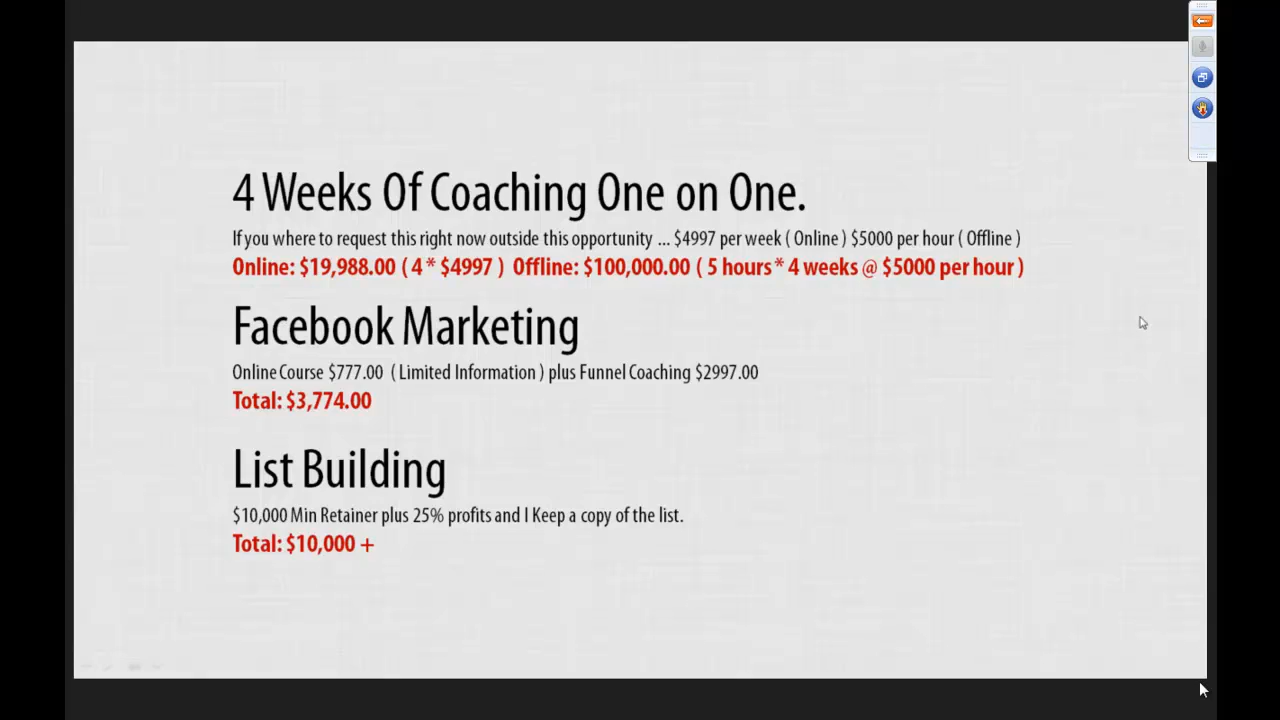 4 Weeks Of Coaching One on One.
If you where to request this right now outside this opportunity ... $4997 per week ( Online ) $5000 per hour ( Offline )
Online: $19,988.00 ( 4 * $4997 )  Offline: $100,000.00 ( 5 hours * 4 weeks @ $5000 per hour )
Facebook Marketing
Online Course $777.00  ( Limited Information ) plus Funnel Coaching $2997.00
Total: $3,774.00
List Building
$10,000 Min Retainer plus 25% profits and I Keep a copy of the list.
Total: $10,000 +